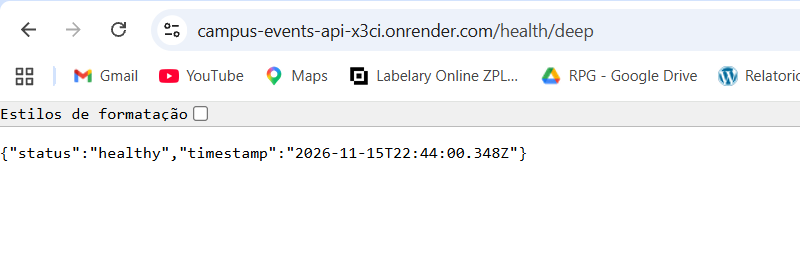 campus-events-api-x3ci.onrender.com/health/deep
Gmail YouTube Maps Labelary Online ZPL... RPG - Google Drive Relatorio
Estilos de formatação
{"status":"healthy","timestamp":"2026-11-15T22:44:00.348Z"}